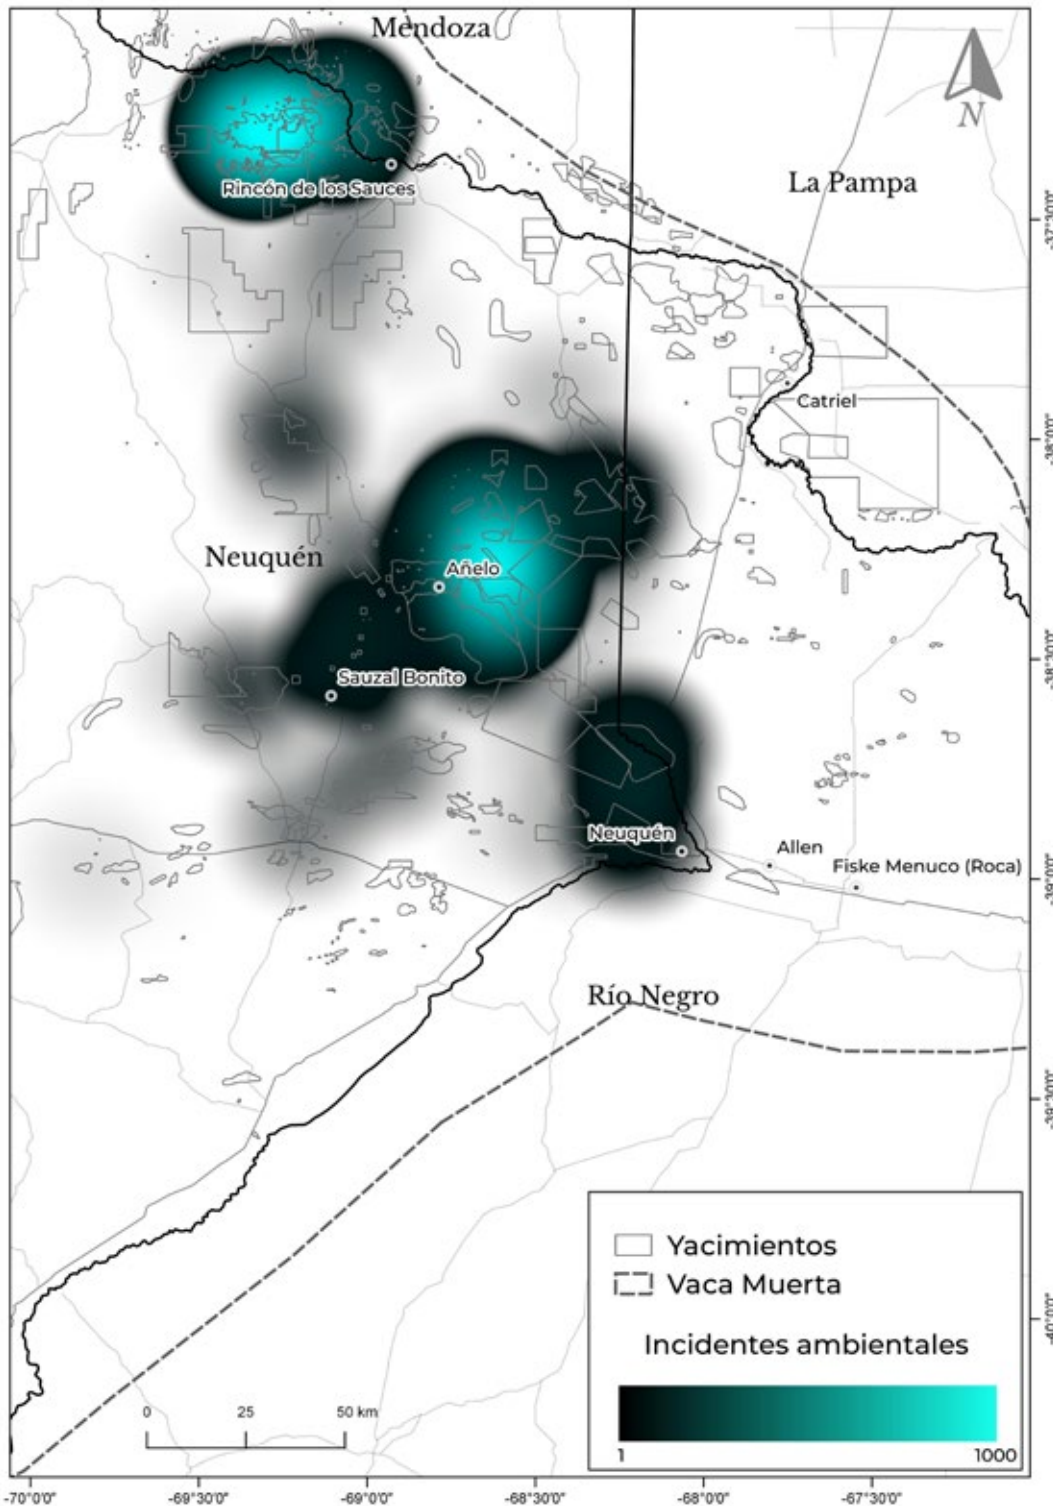 Mendoza
N
La Pampa
Rincón de los Sauces
-37°30'0"
Catriel
-38°0'0"
Neuquén
Añelo
-38°30'0"
Sauzal Bonito
Neuquén
Allen
Fiske Menuco (Roca)
-39°0'0"
Río Negro
-39°30'0"
Yacimientos
Vaca Muerta
Incidentes ambientales
1 1000
-40°0'0"
0 25 50 km
-70°0'0" -69°30'0" -69°0'0" -68°30'0" -68°0'0" -67°30'0"